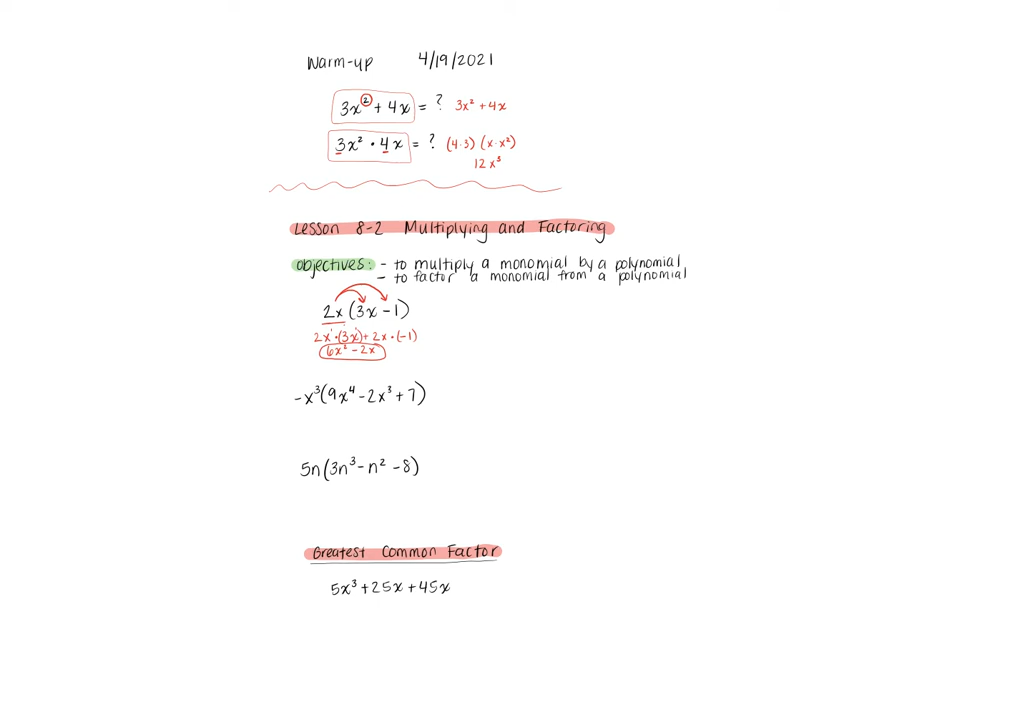 Warm-up 4/19/2021
3x² + 4x = ? 3x² + 4x
3x² · 4x = ? (4·3) (x·x²)
12x³
Lesson 8-2 Multiplying and Factoring
objectives: - to multiply a monomial by a polynomial
- to factor a monomial from a polynomial
2x (3x - 1)
2x·(3x) + 2x·(-1)
6x² - 2x
-x³(9x⁴ - 2x³ + 7)
5n(3n³ - n² - 8)
Greatest Common Factor
5x³ + 25x + 45x